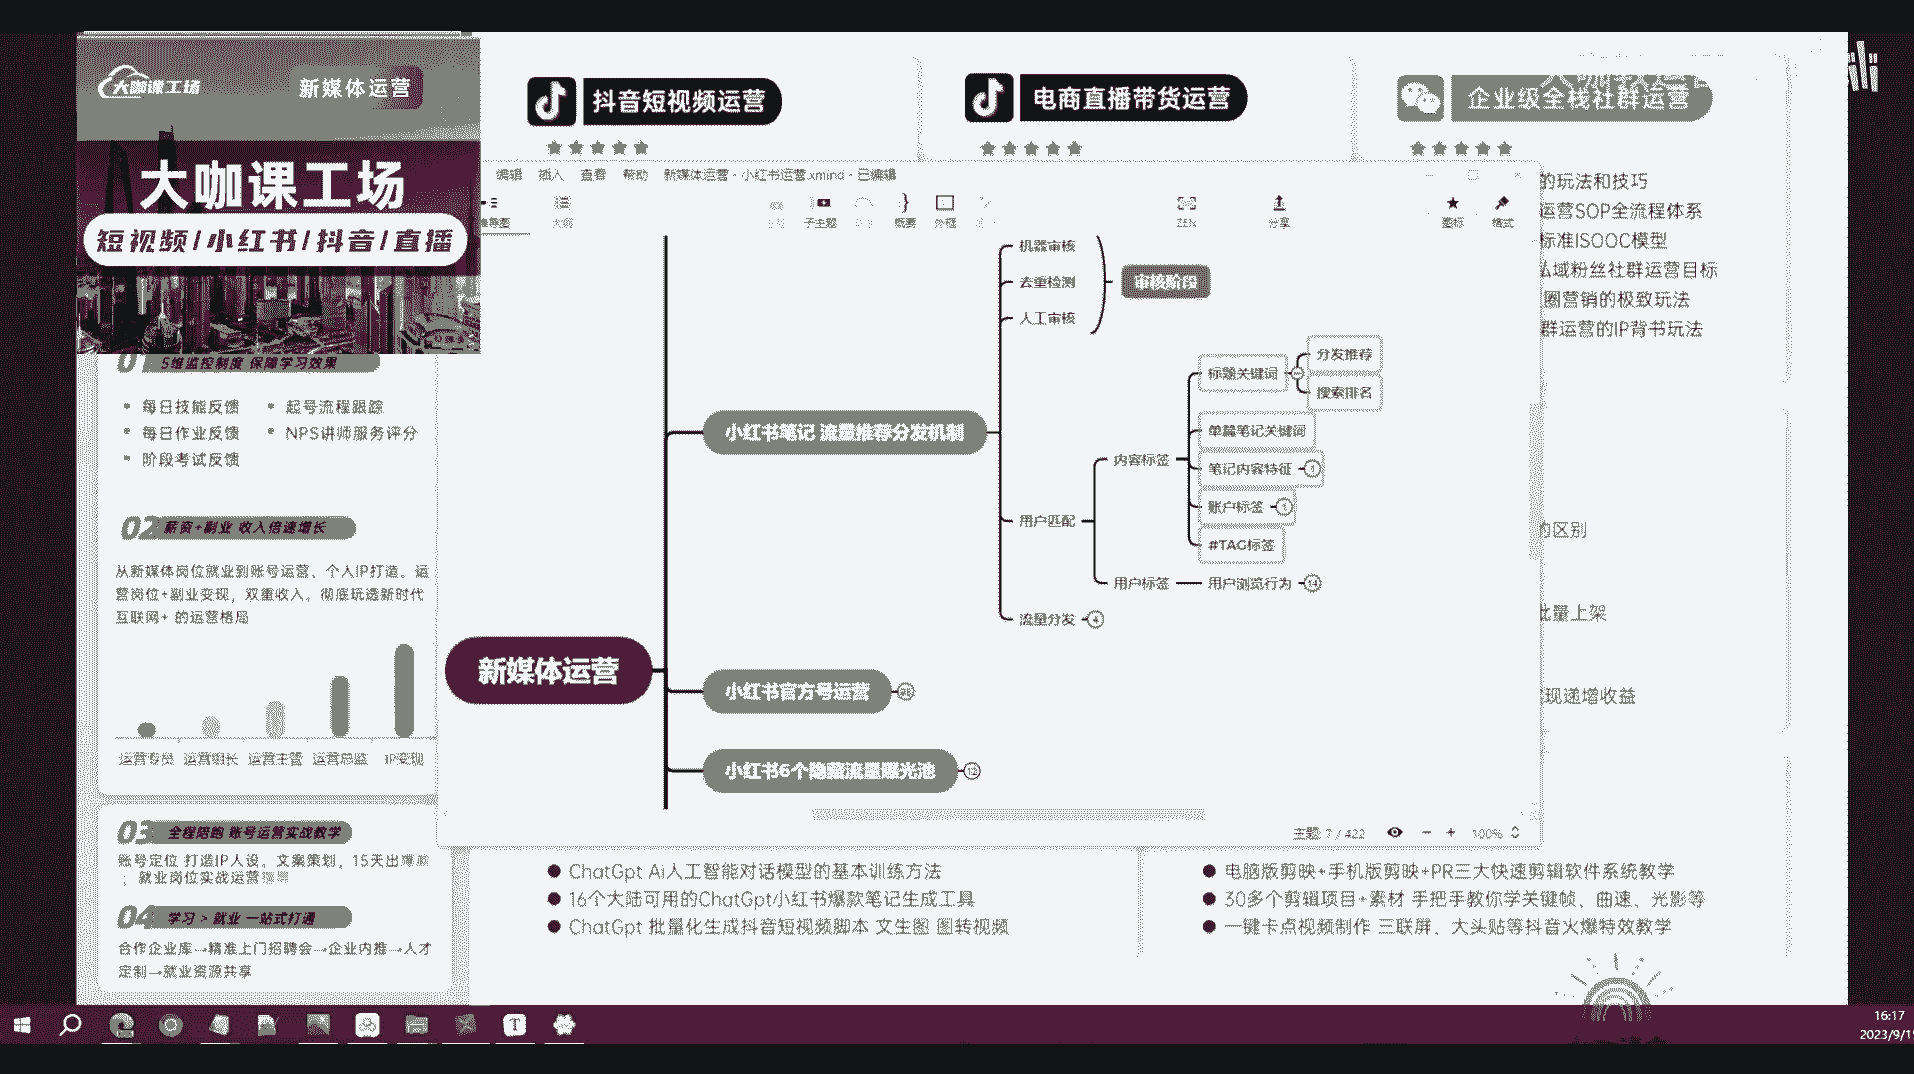 大咖课工场
新媒体运营
大咖课工场
短视频/小红书/抖音/直播
抖音短视频运营
电商直播带货运营
企业级全栈社群运营
01 5维监控制度 保障学习效果
• 每日技能反馈 • 起号流程跟踪
• 每日作业反馈 • NPS讲师服务评分
• 阶段考试反馈
02 薪资+副业 收入倍速增长
从新媒体岗位就业到账号运营、个人IP打造。运
营岗位+副业变现，双重收入。彻底玩透新时代
互联网+ 的运营格局
运营专员 运营组长 运营主管 运营总监 IP变现
03 全程陪跑 账号运营实战教学
账号定位 打造IP人设。文案策划，15天出爆款
；就业岗位实战运营
04 学习 > 就业 一站式打通
合作企业库→精准上门招聘会→企业内推→人才
定制→就业资源共享
编辑 插入 查看 帮助 新媒体运营 - 小红书运营.xmind - 已编辑
大纲 子主题 概要 外框 ZEN 分享 图标 格式
新媒体运营
小红书笔记 流量推荐分发机制
机器审核
去重检测
人工审核
审核阶段
用户匹配
内容标签
标题关键词
分发推荐
搜索排名
单篇笔记关键词
笔记内容特征
账户标签
#TAG标签
用户标签
用户浏览行为 14
流量分发 4
小红书官方号运营
小红书6个隐藏流量曝光池 12
主题: 7 / 422 100%
的玩法和技巧
运营SOP全流程体系
标准ISOOC模型
私域粉丝社群运营目标
圈营销的极致玩法
群运营的IP背书玩法
的区别
批量上架
现递增收益
● ChatGpt Ai人工智能对话模型的基本训练方法
● 16个大陆可用的ChatGpt小红书爆款笔记生成工具
● ChatGpt 批量化生成抖音短视频脚本 文生图 图转视频
● 电脑版剪映+手机版剪映+PR三大快速剪辑软件系统教学
● 30多个剪辑项目+素材 手把手教你学关键帧、曲速、光影等
● 一键卡点视频制作 三联屏、大头贴等抖音火爆特效教学
16:17
2023/9/1